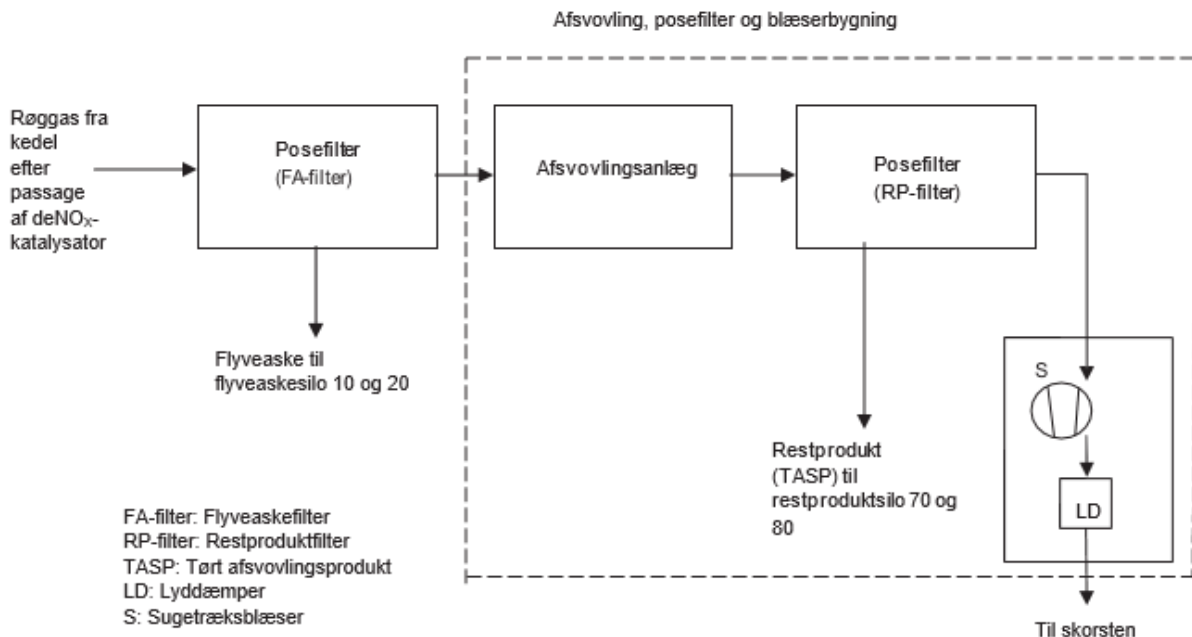 Afsvovling, posefilter og blæserbygning
Røggas fra
kedel
efter
passage
af deNOₓ-
katalysator
Posefilter
(FA-filter)
Afsvovlingsanlæg
Posefilter
(RP-filter)
Flyveaske til
flyveaskesilo 10 og 20
Restprodukt
(TASP) til
restproduktsilo 70 og
80
S
LD
FA-filter: Flyveaskefilter
RP-filter: Restproduktfilter
TASP: Tørt afsvovlingsprodukt
LD: Lyddæmper
S: Sugetræksblæser
Til skorsten